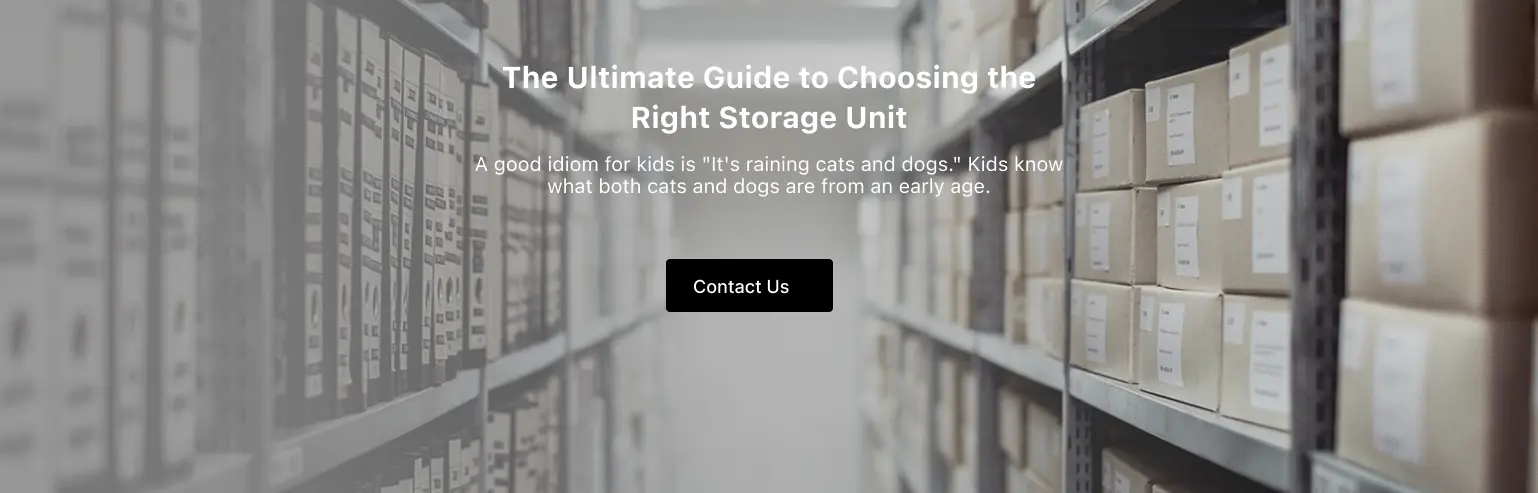 The Ultimate Guide to Choosing the
Right Storage Unit
A good idiom for kids is "It's raining cats and dogs." Kids know
what both cats and dogs are from an early age.
Contact Us